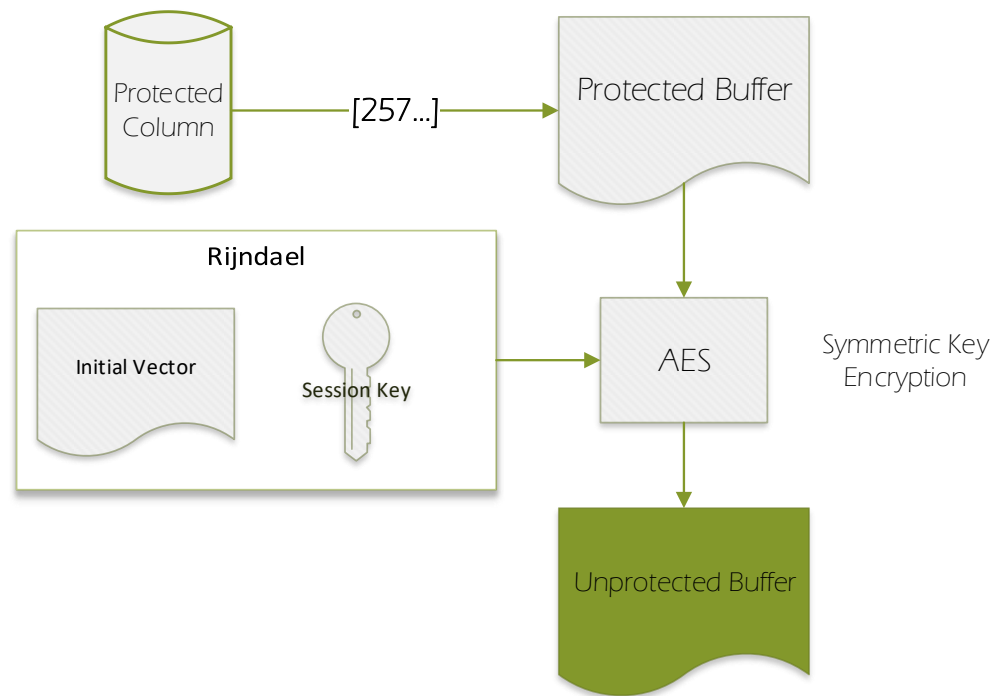 Protected
Column
[257...]
Protected Buffer
Rijndael
Initial Vector
Session Key
AES
Symmetric Key
Encryption
Unprotected Buffer